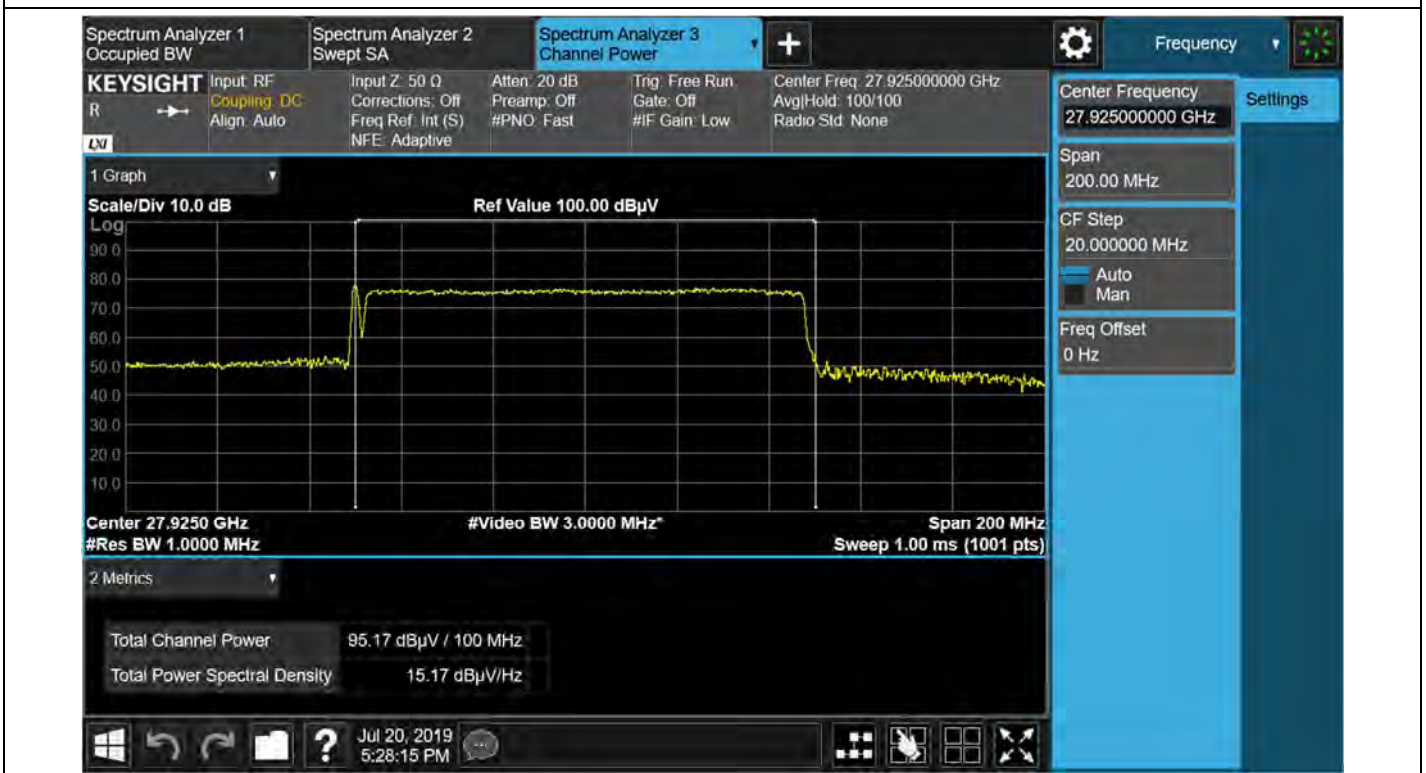 Spectrum Analyzer 1
Occupied BW
Spectrum Analyzer 2
Swept SA
Spectrum Analyzer 3
Channel Power
+
Frequency
KEYSIGHT
R
LXI
Input: RF
Coupling: DC
Align: Auto
Input Z: 50 Ω
Corrections: Off
Freq Ref: Int (S)
NFE: Adaptive
Atten: 20 dB
Preamp: Off
#PNO: Fast
Trig: Free Run
Gate: Off
#IF Gain: Low
Center Freq: 27.925000000 GHz
Avg|Hold: 100/100
Radio Std: None
Center Frequency
27.925000000 GHz
Settings
Span
200.00 MHz
CF Step
20.000000 MHz
Auto
Man
Freq Offset
0 Hz
1 Graph
Scale/Div 10.0 dB
Ref Value 100.00 dBµV
Log
90.0
80.0
70.0
60.0
50.0
40.0
30.0
20.0
10.0
Center 27.9250 GHz
#Video BW 3.0000 MHz*
Span 200 MHz
#Res BW 1.0000 MHz
Sweep 1.00 ms (1001 pts)
2 Metrics
Total Channel Power
95.17 dBµV / 100 MHz
Total Power Spectral Density
15.17 dBµV/Hz
?
Jul 20, 2019
5:28:15 PM